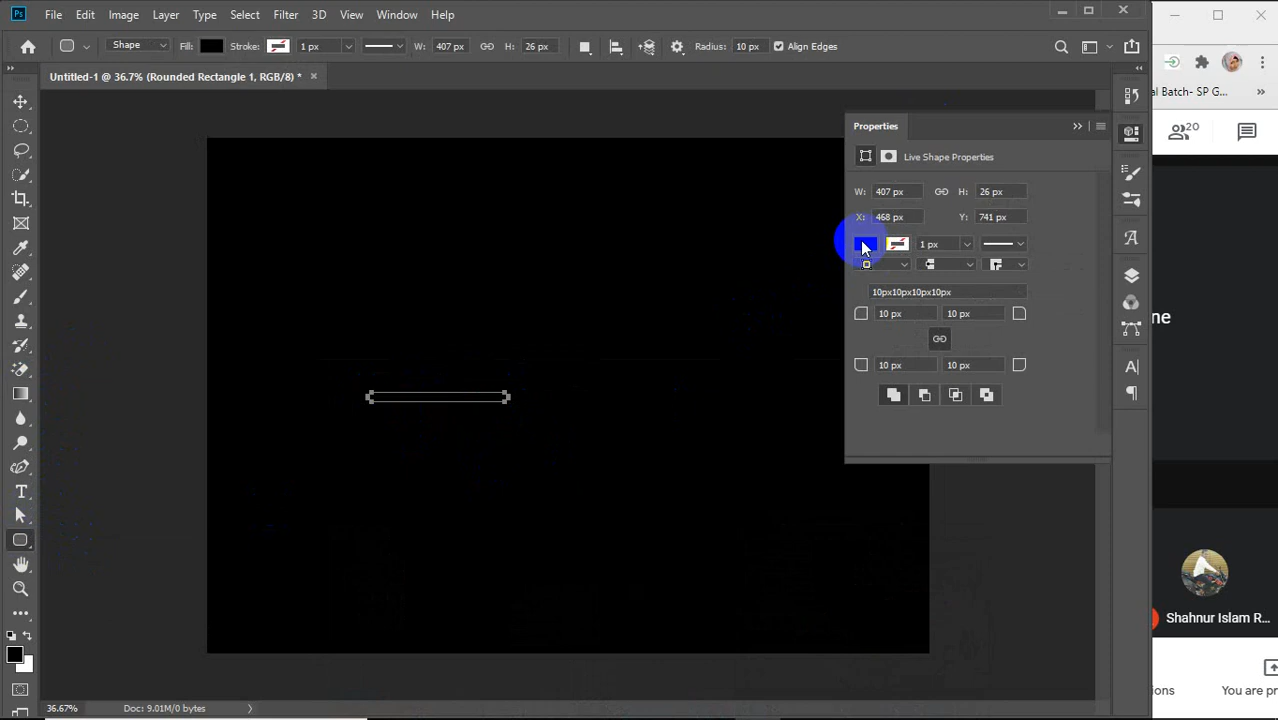 Ps File Edit Image Layer Type Select Filter 3D View Window Help
Shape Fill: Stroke: 1 px W: 407 px H: 26 px Radius: 10 px Align Edges
Untitled-1 @ 36.7% (Rounded Rectangle 1, RGB/8) *
al Batch- SP G...
Properties
20
Live Shape Properties
W: 407 px H: 26 px
X: 468 px Y: 741 px
1 px
10px10px10px10px
10 px 10 px
ne
10 px 10 px
Shahnur Islam R...
isions You are pr
36.67% Doc: 9.01M/0 bytes